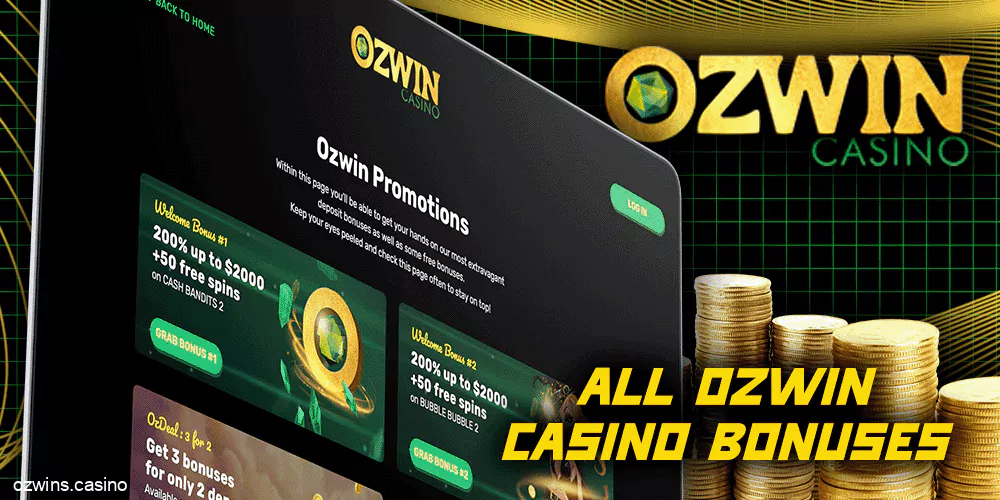 BACK TO HOME
OZWIN
CASINO
Ozwin Promotions
Within this page you'll be able to get your hands on our most extravagant
deposit bonuses as well as some free bonuses.
Keep your eyes peeled and check this page often to stay on top!
LOG IN
Welcome Bonus #1
200% up to $2000
+50 free spins
on CASH BANDITS 2
GRAB BONUS #1
Welcome Bonus #2
200% up to $2000
+50 free spins
on BUBBLE BUBBLE 2
GRAB BONUS #2
OzDeal: 3 for 2
Get 3 bonuses
for only 2
Available
OZWIN
CASINO
ALL OZWIN
CASINO BONUSES
ozwins.casino